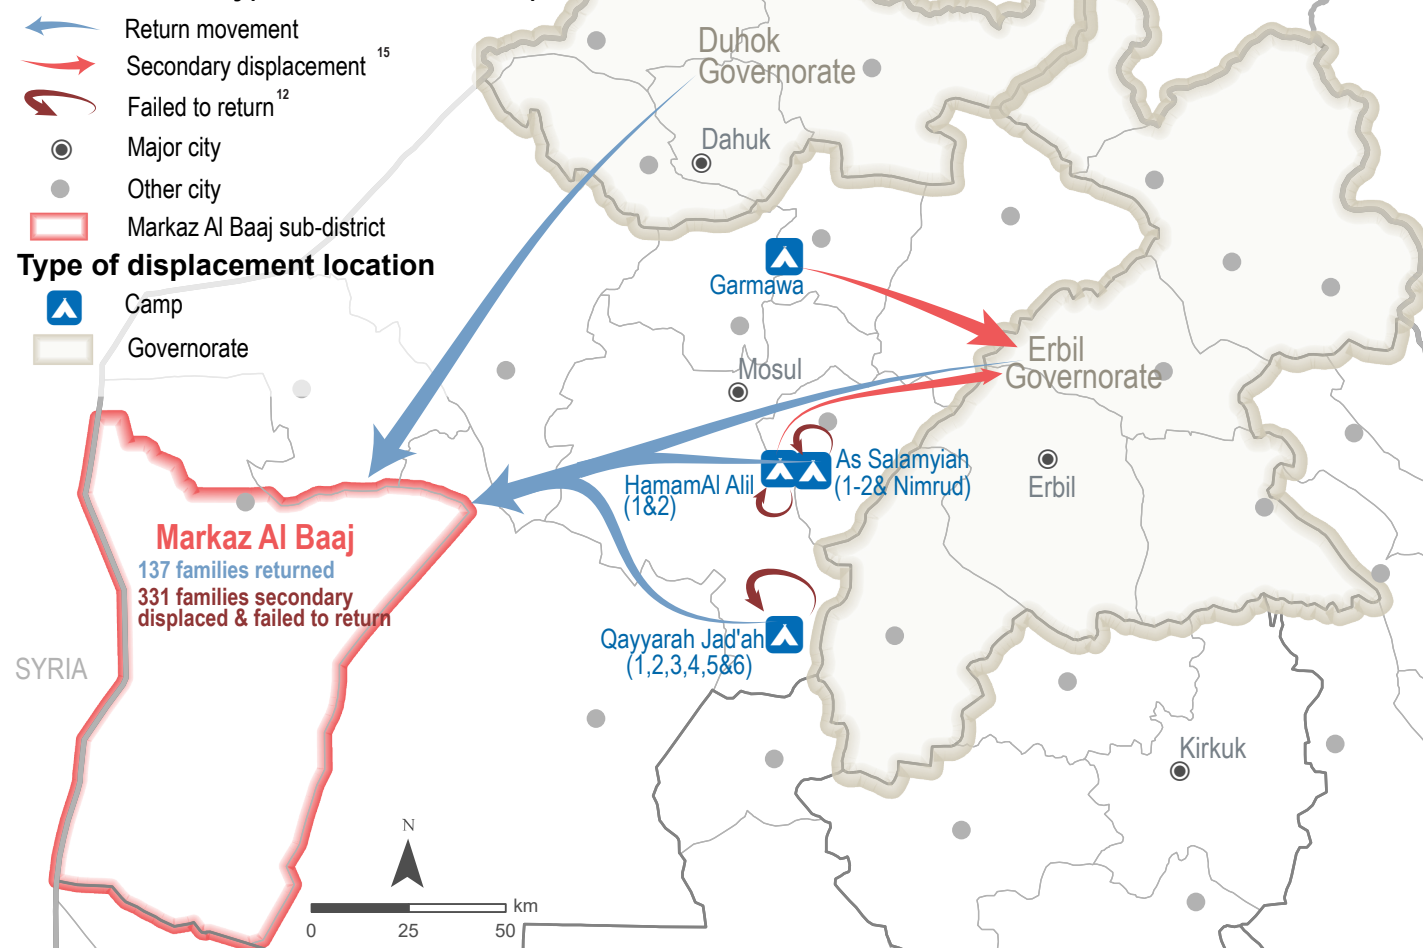 Return movement
Secondary displacement 15
Failed to return 12
Major city
Other city
Markaz Al Baaj sub-district
Type of displacement location
Camp
Governorate
Duhok
Governorate
Dahuk
Garmawa
Mosul
Erbil
Governorate
As Salamyiah
(1-2& Nimrud)
HamamAl Alil
(1&2)
Erbil
Markaz Al Baaj
137 families returned
331 families secondary
displaced & failed to return
Qayyarah Jad'ah
(1,2,3,4,5&6)
SYRIA
Kirkuk
N
km
0 25 50